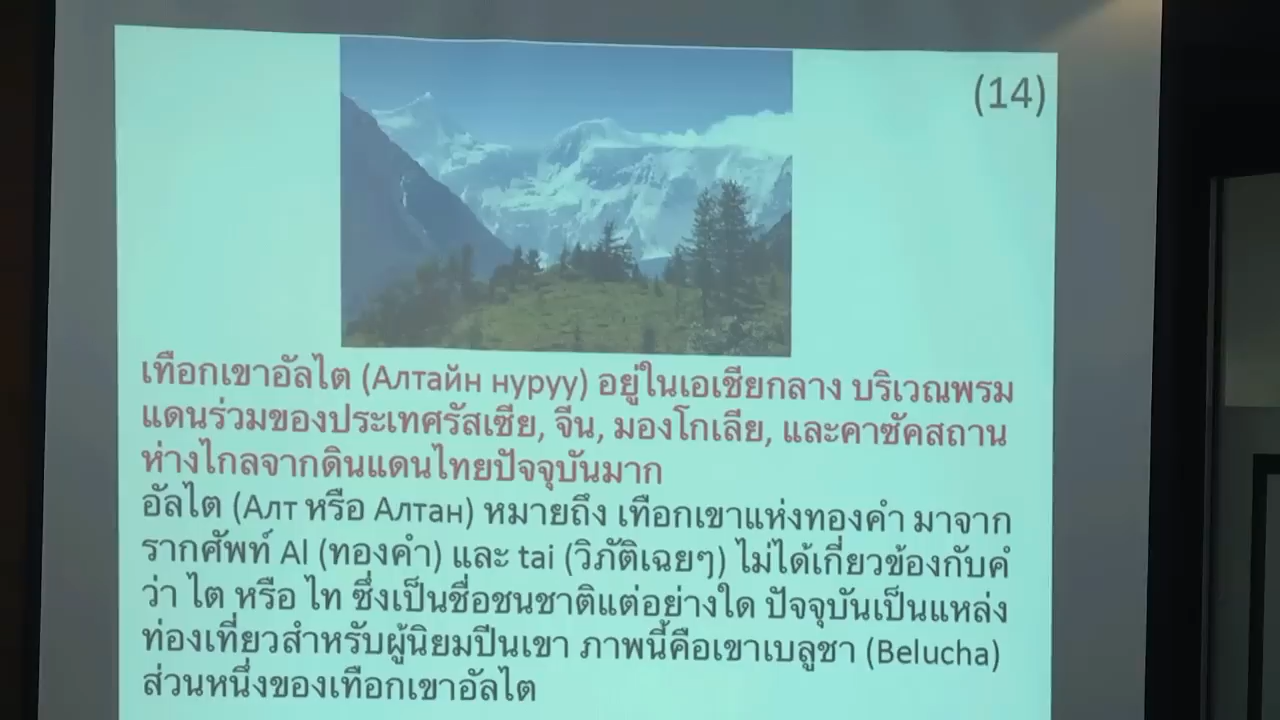 (14)
เทือกเขาอัลไต (Алтайн нуруу) อยู่ในเอเชียกลาง บริเวณพรม
แดนร่วมของประเทศรัสเซีย, จีน, มองโกเลีย, และคาซัคสถาน
ห่างไกลจากดินแดนไทยปัจจุบันมาก
อัลไต (Алт หรือ Алтан) หมายถึง เทือกเขาแห่งทองคำ มาจาก
รากศัพท์ Al (ทองคำ) และ tai (วิภัติเฉยๆ) ไม่ได้เกี่ยวข้องกับคํ
ว่า ไต หรือ ไท ซึ่งเป็นชื่อชนชาติแต่อย่างใด ปัจจุบันเป็นแหล่ง
ท่องเที่ยวสำหรับผู้นิยมปีนเขา ภาพนี้คือเขาเบลูชา (Belucha)
ส่วนหนึ่งของเทือกเขาอัลไต